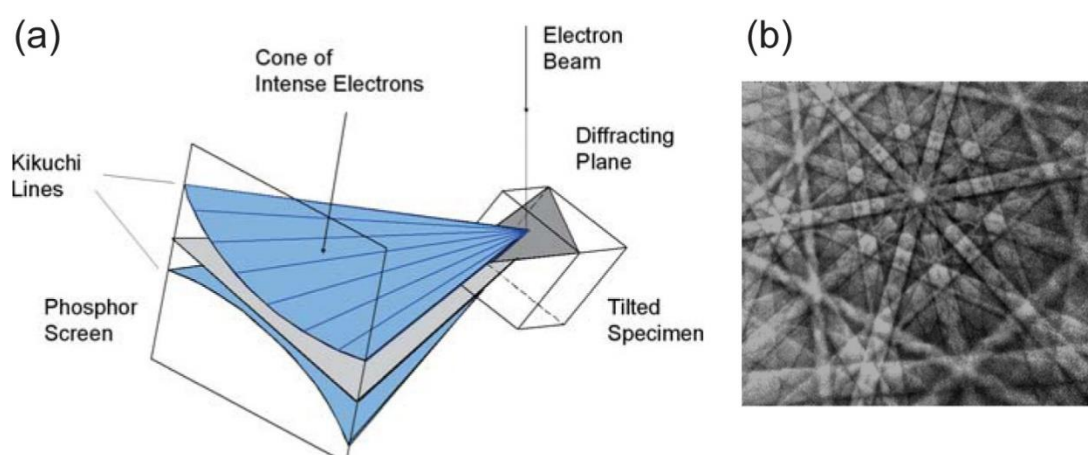 (a)
Cone of
Intense Electrons
Electron
Beam
Diffracting
Plane
Kikuchi
Lines
Phosphor
Screen
Tilted
Specimen
(b)